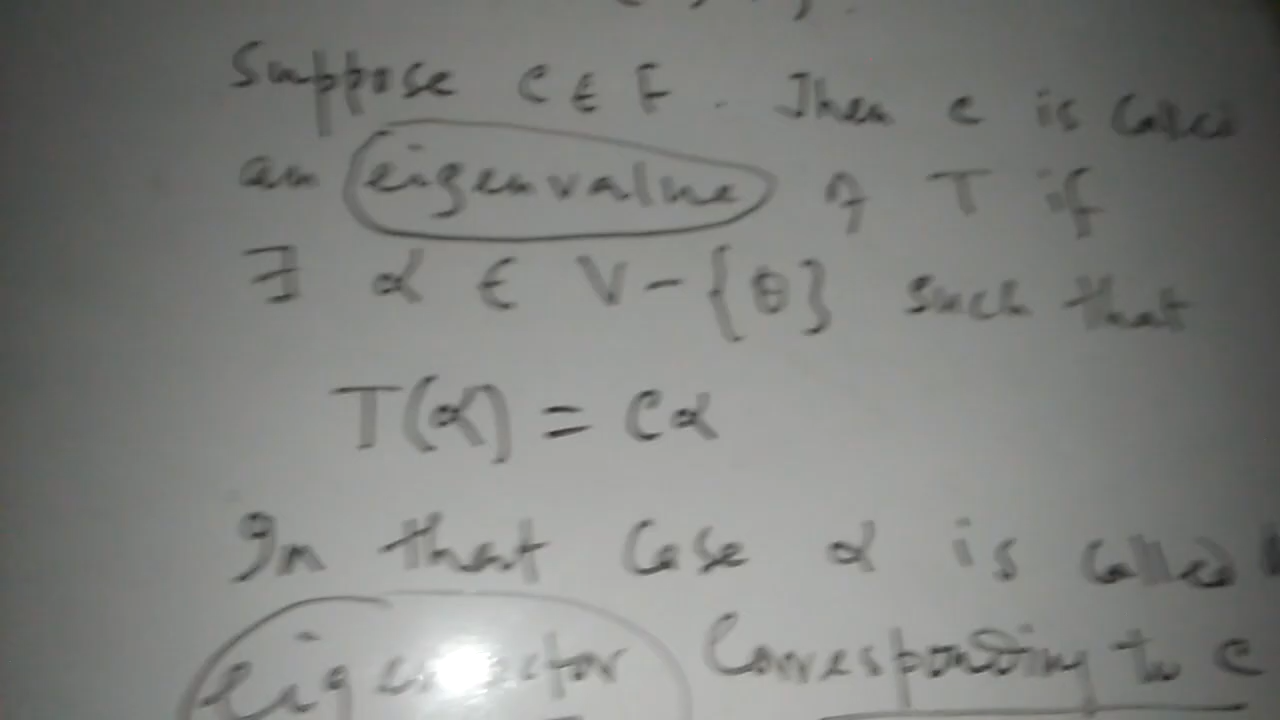 Suppose c ∈ F. Then c is called
an eigenvalue of T if
∃ α ∈ V-{θ} such that
T(α) = cα
In that case α is called
eigenvector corresponding to c